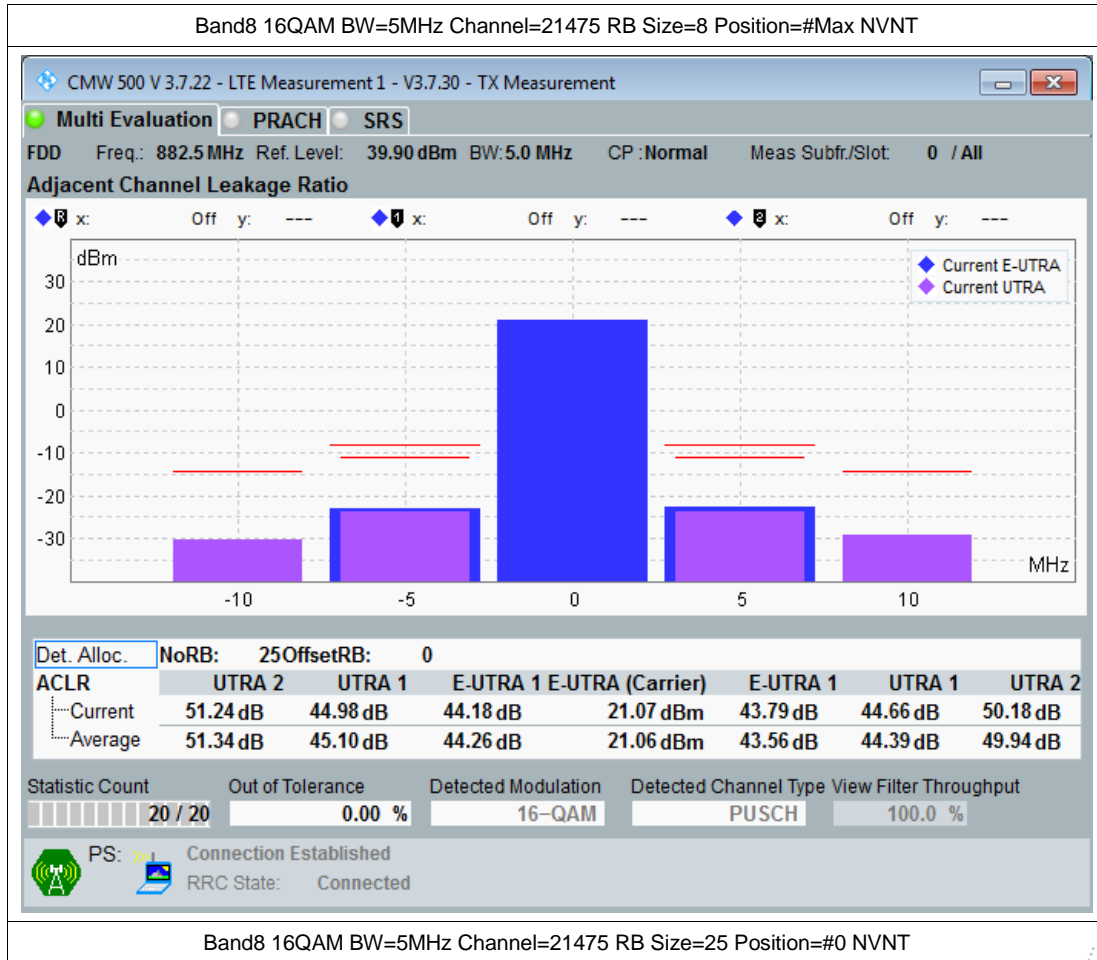 Band8 16QAM BW=5MHz Channel=21475 RB Size=8 Position=#Max NVNT
CMW 500 V 3.7.22 - LTE Measurement 1 - V3.7.30 - TX Measurement
Multi Evaluation PRACH SRS
FDD Freq.: 882.5 MHz Ref. Level: 39.90 dBm BW: 5.0 MHz CP : Normal Meas Subfr./Slot: 0 / All
Adjacent Channel Leakage Ratio
R x: Off y: --- 1 x: Off y: --- 2 x: Off y: ---
dBm
Current E-UTRA
Current UTRA
30
20
10
0
-10
-20
-30
MHz
-10 -5 0 5 10
Det. Alloc. NoRB: 25 OffsetRB: 0
ACLR UTRA 2 UTRA 1 E-UTRA 1 E-UTRA (Carrier) E-UTRA 1 UTRA 1 UTRA 2
Current 51.24 dB 44.98 dB 44.18 dB 21.07 dBm 43.79 dB 44.66 dB 50.18 dB
Average 51.34 dB 45.10 dB 44.26 dB 21.06 dBm 43.56 dB 44.39 dB 49.94 dB
Statistic Count Out of Tolerance Detected Modulation Detected Channel Type View Filter Throughput
20 / 20 0.00 % 16-QAM PUSCH 100.0 %
PS: Connection Established
RRC State: Connected
Band8 16QAM BW=5MHz Channel=21475 RB Size=25 Position=#0 NVNT